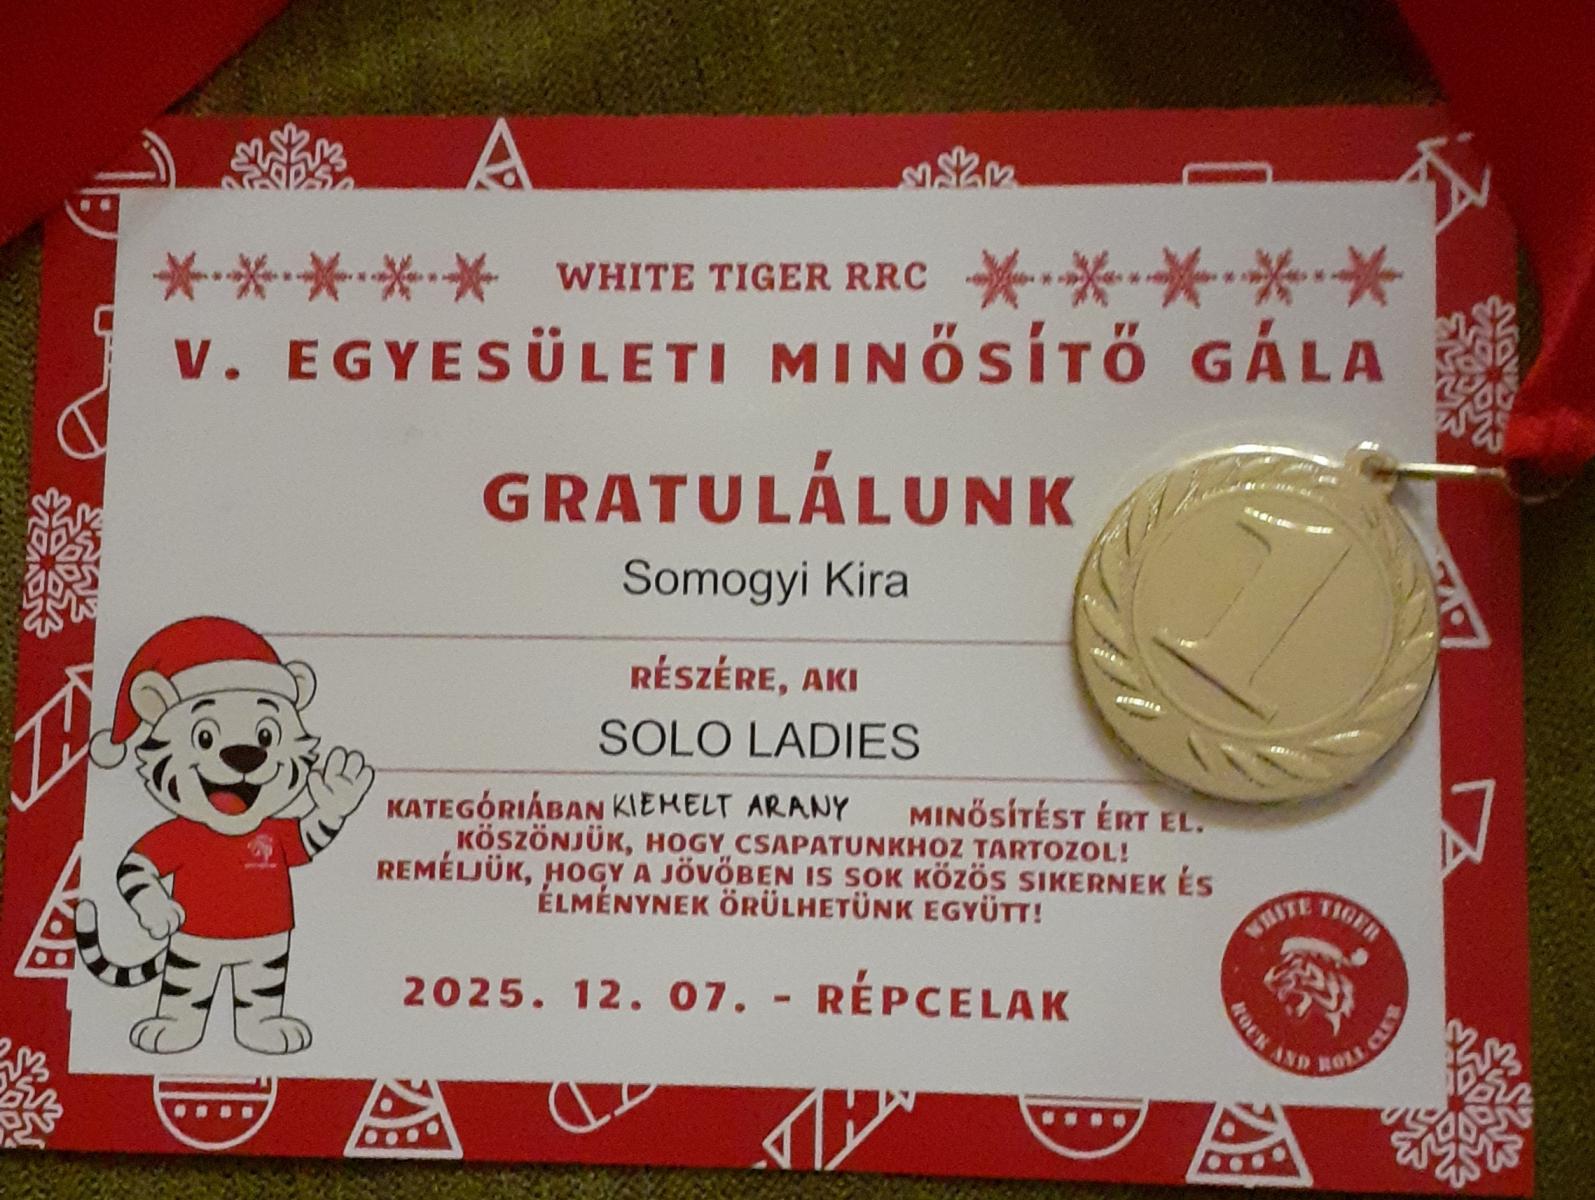 WHITE TIGER RRC
V. EGYESÜLETI MINŐSÍTŐ GÁLA
GRATULÁLUNK
Somogyi Kira
RÉSZÉRE, AKI
SOLO LADIES
KATEGÓRIÁBAN KIEMELT ARANY MINŐSÍTÉST ÉRT EL.
KÖSZÖNJÜK, HOGY CSAPATUNKHOZ TARTOZOL!
REMÉLJÜK, HOGY A JÖVŐBEN IS SOK KÖZÖS SIKERNEK ÉS
ÉLMÉNYNEK ÖRÜLHETÜNK EGYÜTT!
2025. 12. 07. - RÉPCELAK
1
WHITE TIGER
ROCK AND ROLL CLUB